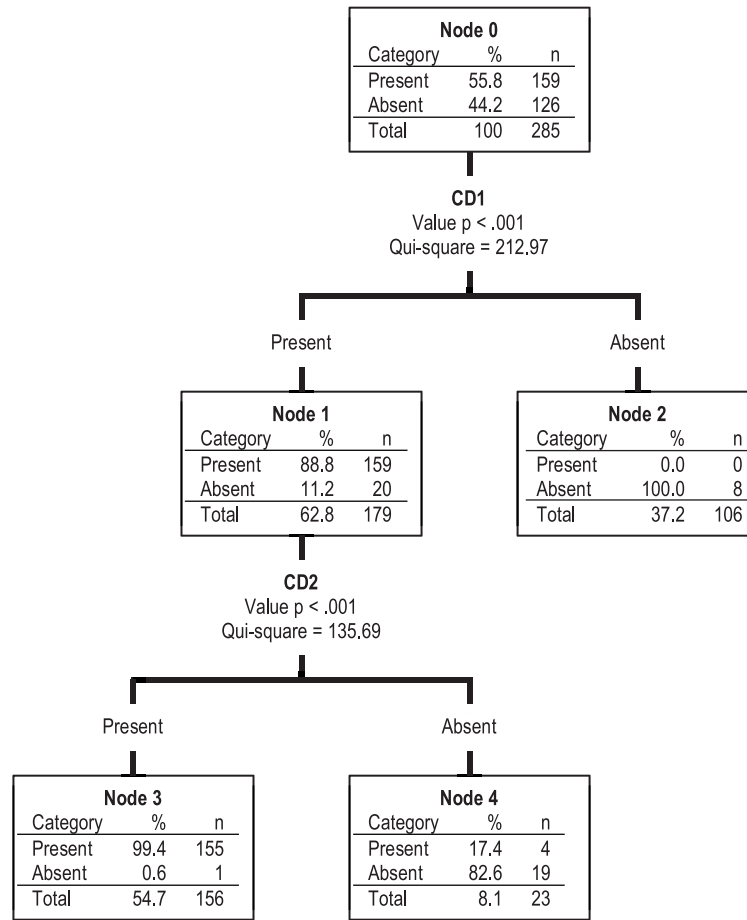 Node 0
Category % n
Present 55.8 159
Absent 44.2 126
Total 100 285
CD1
Value p < .001
Qui-square = 212.97
Present
Absent
Node 1
Category % n
Present 88.8 159
Absent 11.2 20
Total 62.8 179
Node 2
Category % n
Present 0.0 0
Absent 100.0 8
Total 37.2 106
CD2
Value p < .001
Qui-square = 135.69
Present
Absent
Node 3
Category % n
Present 99.4 155
Absent 0.6 1
Total 54.7 156
Node 4
Category % n
Present 17.4 4
Absent 82.6 19
Total 8.1 23